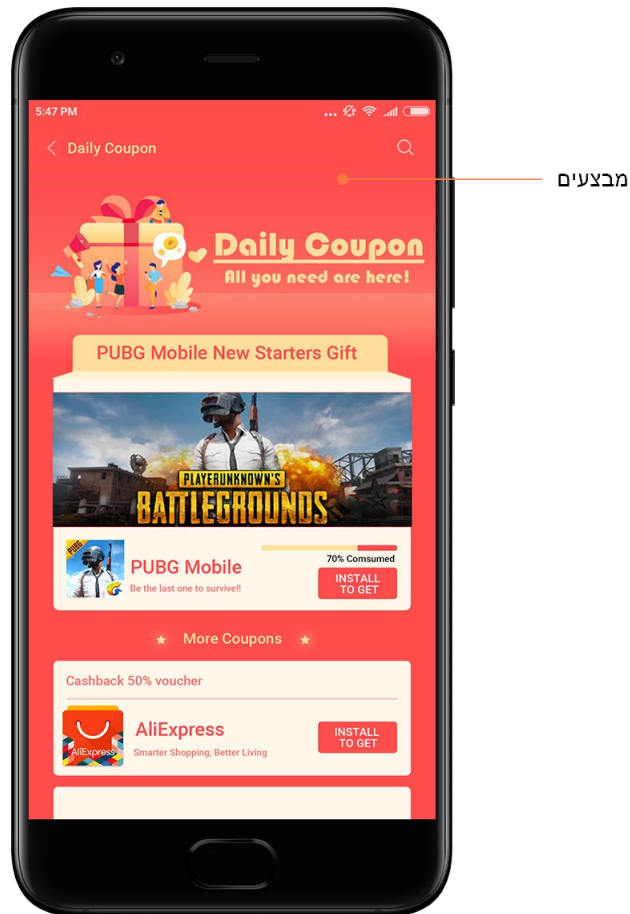 5:47 PM
Daily Coupon
מבצעים
Daily Coupon
All you need are here!
PUBG Mobile New Starters Gift
PLAYERUNKNOWN'S
BATTLEGROUNDS
PUBG
PUBG Mobile
Be the last one to survive!!
70% Comsumed
INSTALL
TO GET
More Coupons
Cashback 50% voucher
AliExpress
AliExpress
Smarter Shopping, Better Living
INSTALL
TO GET